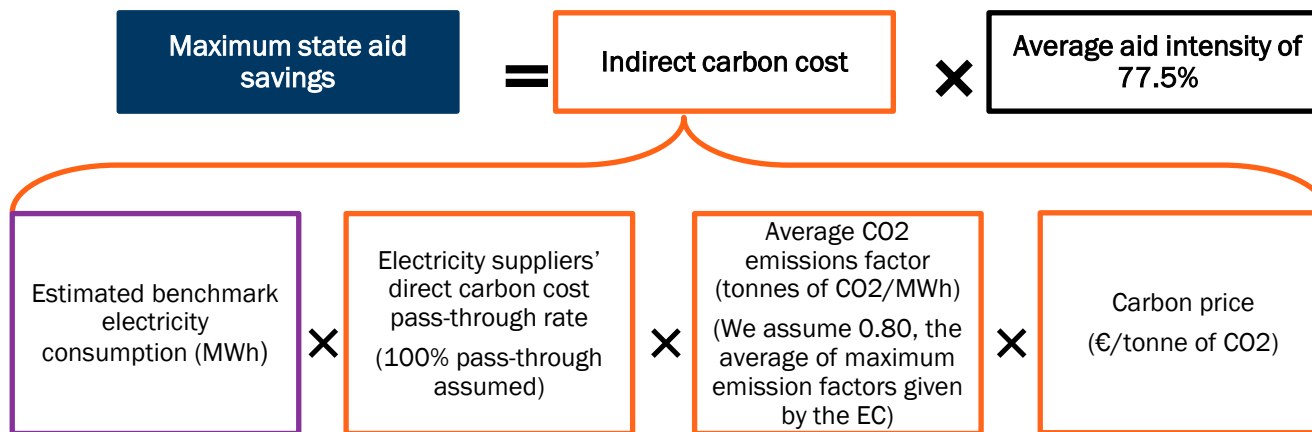 Maximum state aid
savings
=
Indirect carbon cost
×
Average aid intensity of
77.5%
Estimated benchmark
electricity
consumption (MWh)
×
Electricity suppliers'
direct carbon cost
pass-through rate
(100% pass-through
assumed)
×
Average CO2
emissions factor
(tonnes of CO2/MWh)
(We assume 0.80, the
average of maximum
emission factors given
by the EC)
×
Carbon price
(€/tonne of CO2)